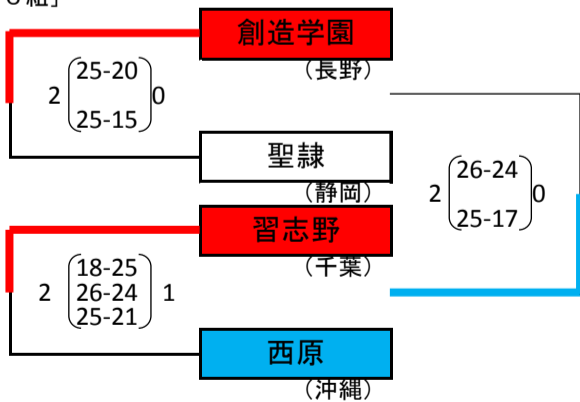 組」
創造学園
（長野）
2 25-20 0
25-15
聖隷
（静岡）
2 26-24 0
25-17
習志野
（千葉）
18-25
2 26-24 1
25-21
西原
（沖縄）